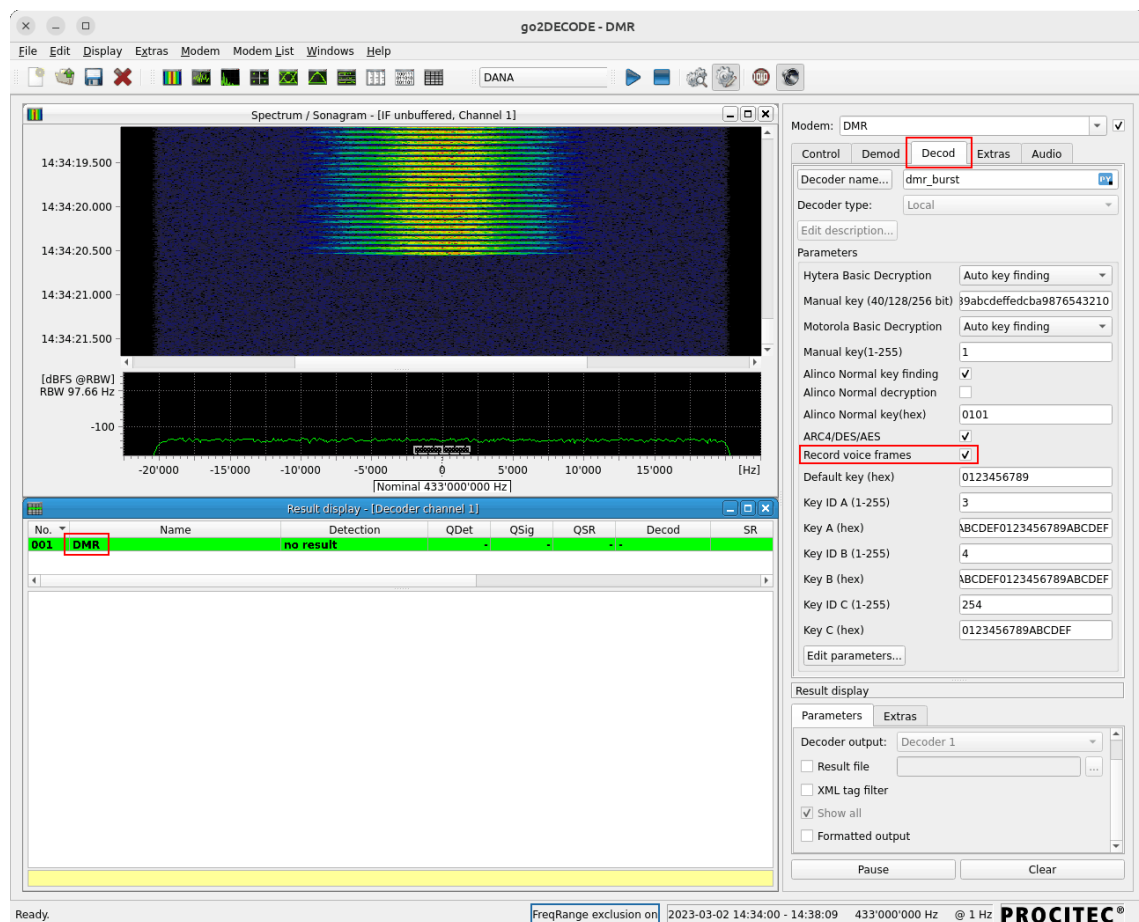 go2DECODE - DMR
File Edit Display Extras Modem Modem List Windows Help
DANA
Spectrum / Sonagram - [IF unbuffered, Channel 1]
14:34:19.500
14:34:20.000
14:34:20.500
14:34:21.000
14:34:21.500
[dBFS @RBW]
RBW 97.66 Hz
-100
-20'000 -15'000 -10'000 -5'000 0 5'000 10'000 15'000 [Hz]
Nominal 433'000'000 Hz
Result display - [Decoder channel 1]
No. Name Detection QDet QSig QSR Decod SR
001 DMR no result - - - -
Modem: DMR
Control Demod Decod Extras Audio
Decoder name... dmr_burst
Decoder type: Local
Edit description...
Parameters
Hytera Basic Decryption Auto key finding
Manual key (40/128/256 bit) 39abcdeffedcba9876543210
Motorola Basic Decryption Auto key finding
Manual key(1-255) 1
Alinco Normal key finding
Alinco Normal decryption
Alinco Normal key(hex) 0101
ARC4/DES/AES
Record voice frames
Default key (hex) 0123456789
Key ID A (1-255) 3
Key A (hex) ABCDEF0123456789ABCDEF
Key ID B (1-255) 4
Key B (hex) ABCDEF0123456789ABCDEF
Key ID C (1-255) 254
Key C (hex) 0123456789ABCDEF
Edit parameters...
Result display
Parameters Extras
Decoder output: Decoder 1
Result file ...
XML tag filter
Show all
Formatted output
Pause Clear
Ready. FreqRange exclusion on 2023-03-02 14:34:00 - 14:38:09 433'000'000 Hz @ 1 Hz PROCITEC®